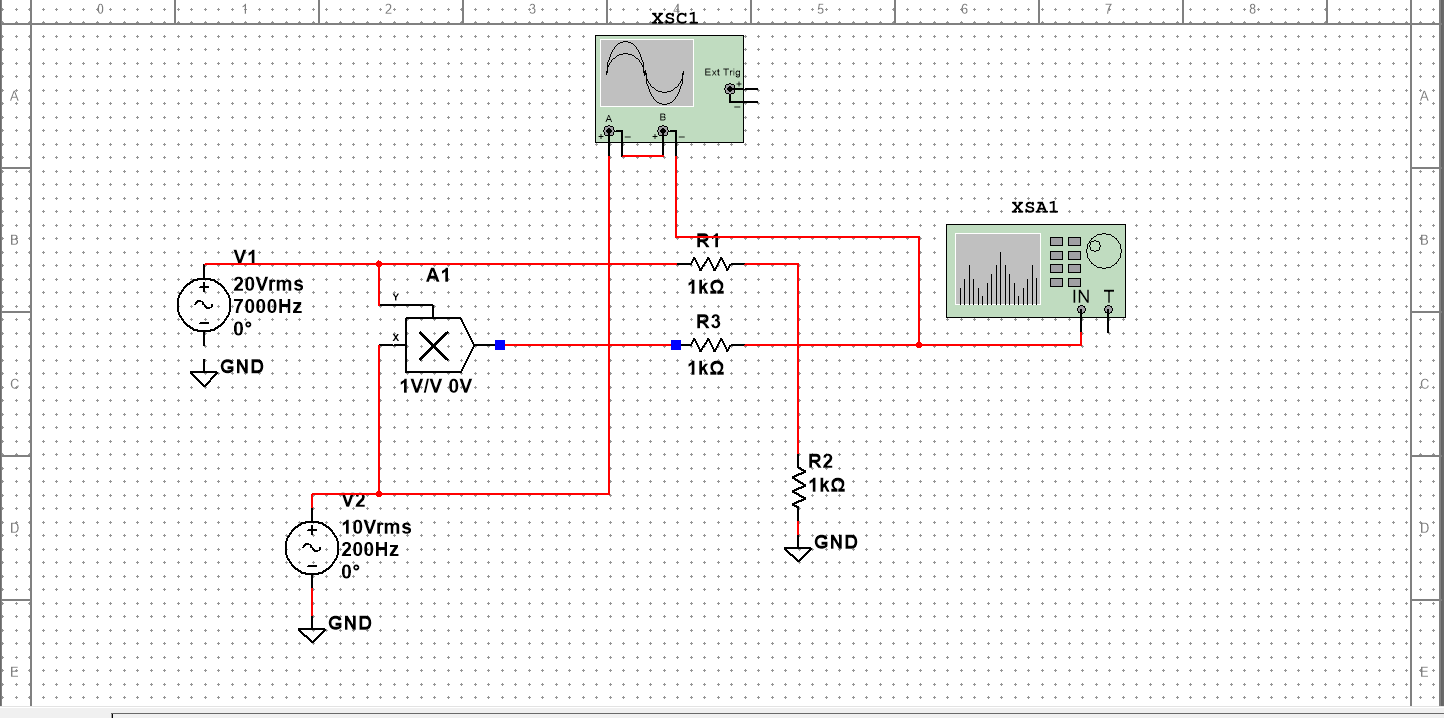 0 1 2 3 4 5 6 7 8
XSC1
Ext Trig
+
−
A B
+ − + −
A A
XSA1
IN T
B B
V1
20Vrms
7000Hz
0°
+
−
GND
A1
Y
X
1V/V 0V
R1
1kΩ
R3
1kΩ
C C
R2
1kΩ
GND
V2
10Vrms
200Hz
0°
+
−
GND
D D
E E